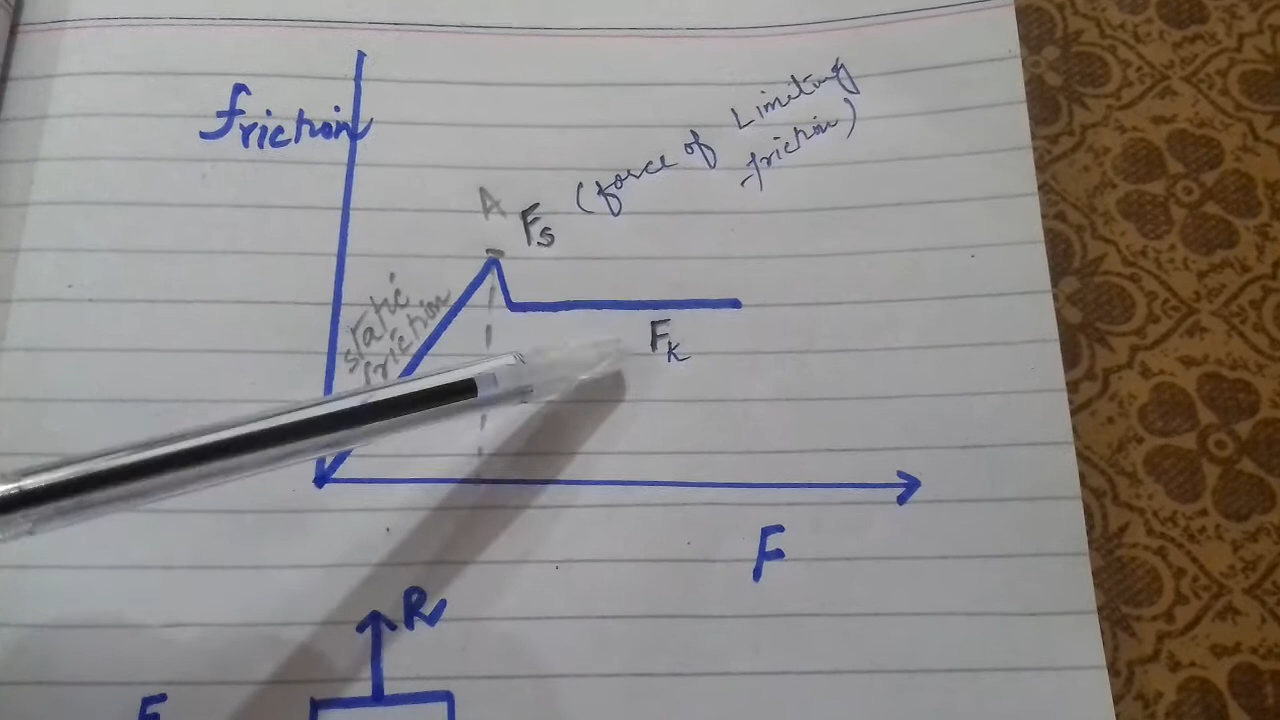 friction
A
Fs (force of Limiting
friction)
static
friction
Fk
F
R
F